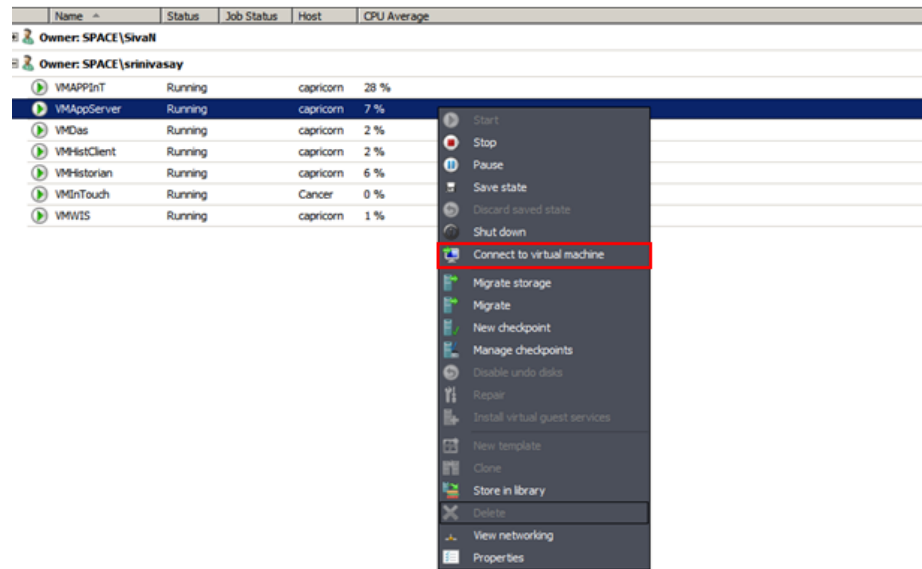 Name Status Job Status Host CPU Average
Owner: SPACE\SivaN
Owner: SPACE\srinivasay
VMAPPInT Running capricorn 28 %
VMAppServer Running capricorn 7 %
VMDas Running capricorn 2 %
VMHistClient Running capricorn 2 %
VMHistorian Running capricorn 6 %
VMInTouch Running Cancer 0 %
VMWIS Running capricorn 1 %
Start
Stop
Pause
Save state
Discard saved state
Shut down
Connect to virtual machine
Migrate storage
Migrate
New checkpoint
Manage checkpoints
Disable undo disks
Repair
Install virtual guest services
New template
Clone
Store in library
Delete
View networking
Properties